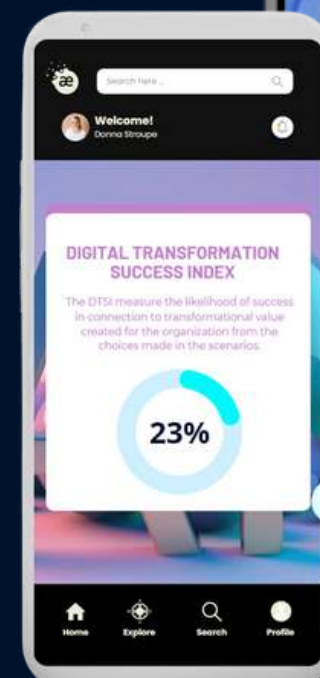 æ
Search Here ...
Welcome!
Donna Stroupe
DIGITAL TRANSFORMATION
SUCCESS INDEX
The DTSI measure the likelihood of success
in connection to transformational value
created for the organization from the
choices made in the scenarios.
23%
Home Explore Search Profile